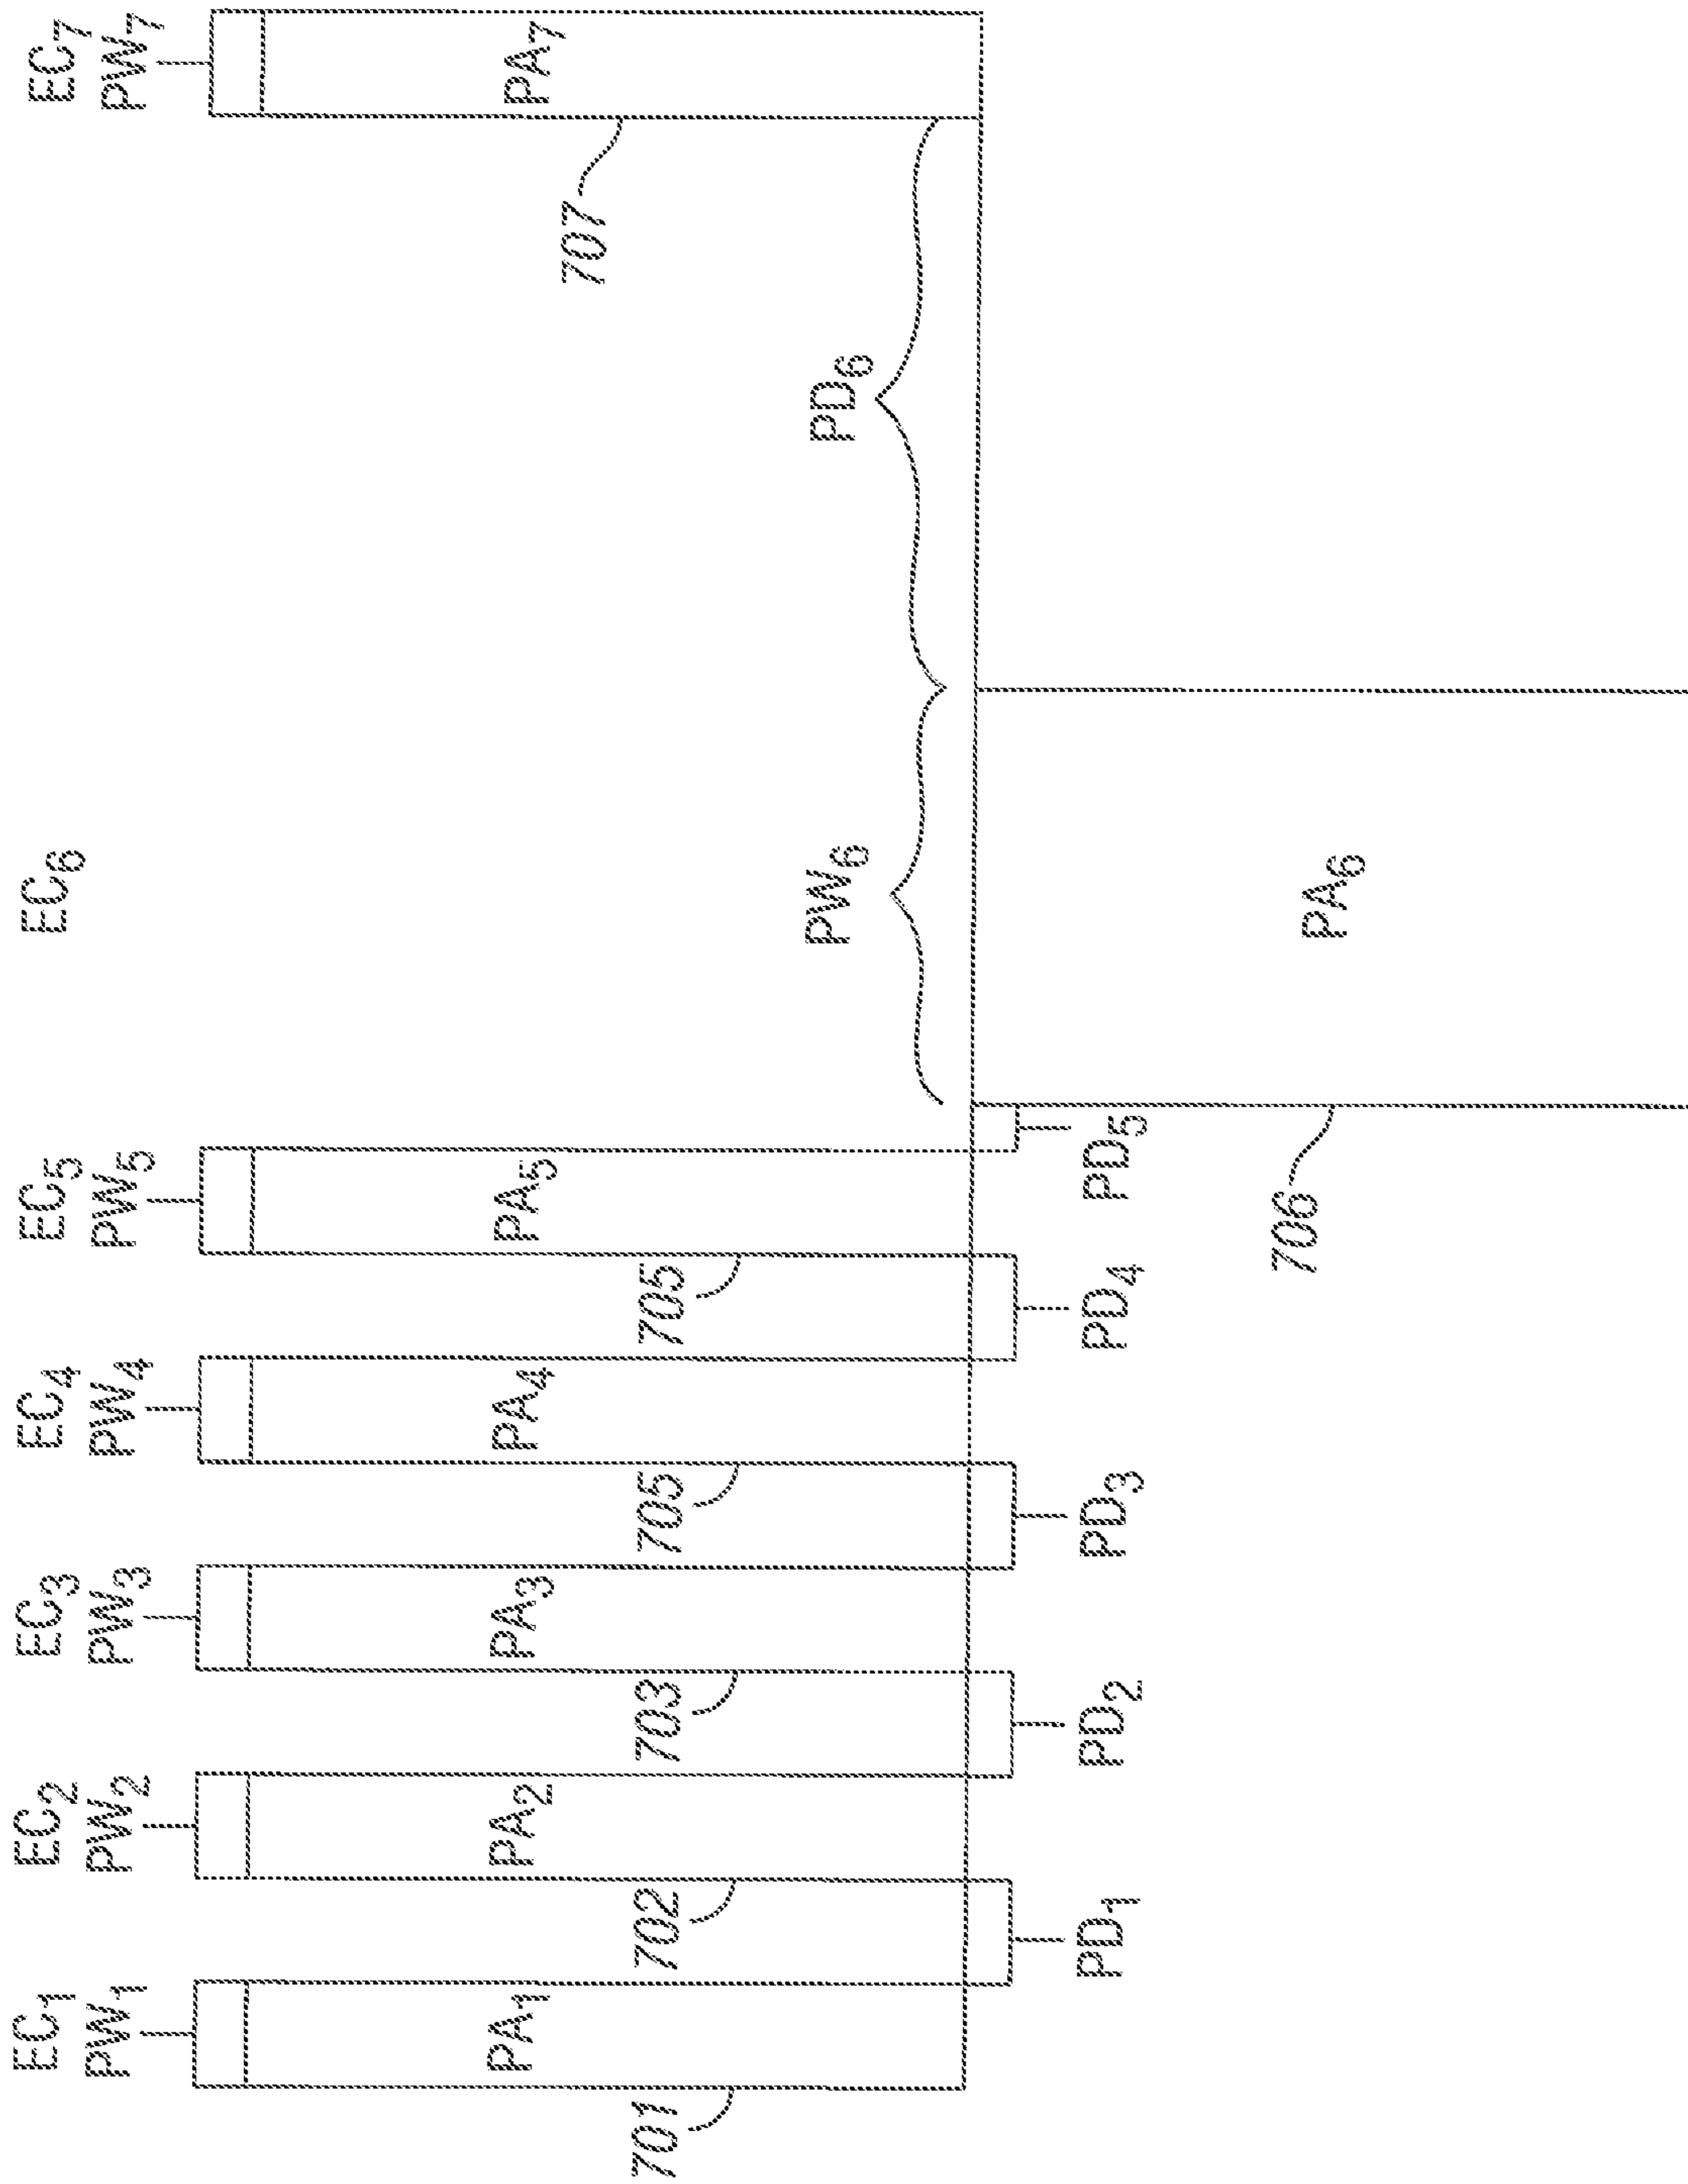 EC₁ EC₂ EC₃ EC₄ EC₅ EC₆ EC₇
PW₁ PW₂ PW₃ PW₄ PW₅ PW₇
PA₁ PA₂ PA₃ PA₄ PA₅ PA₇
707
701 702 703 705 705
PW₆ PD₆
PD₁ PD₂ PD₃ PD₄ PD₅
706
PA₆